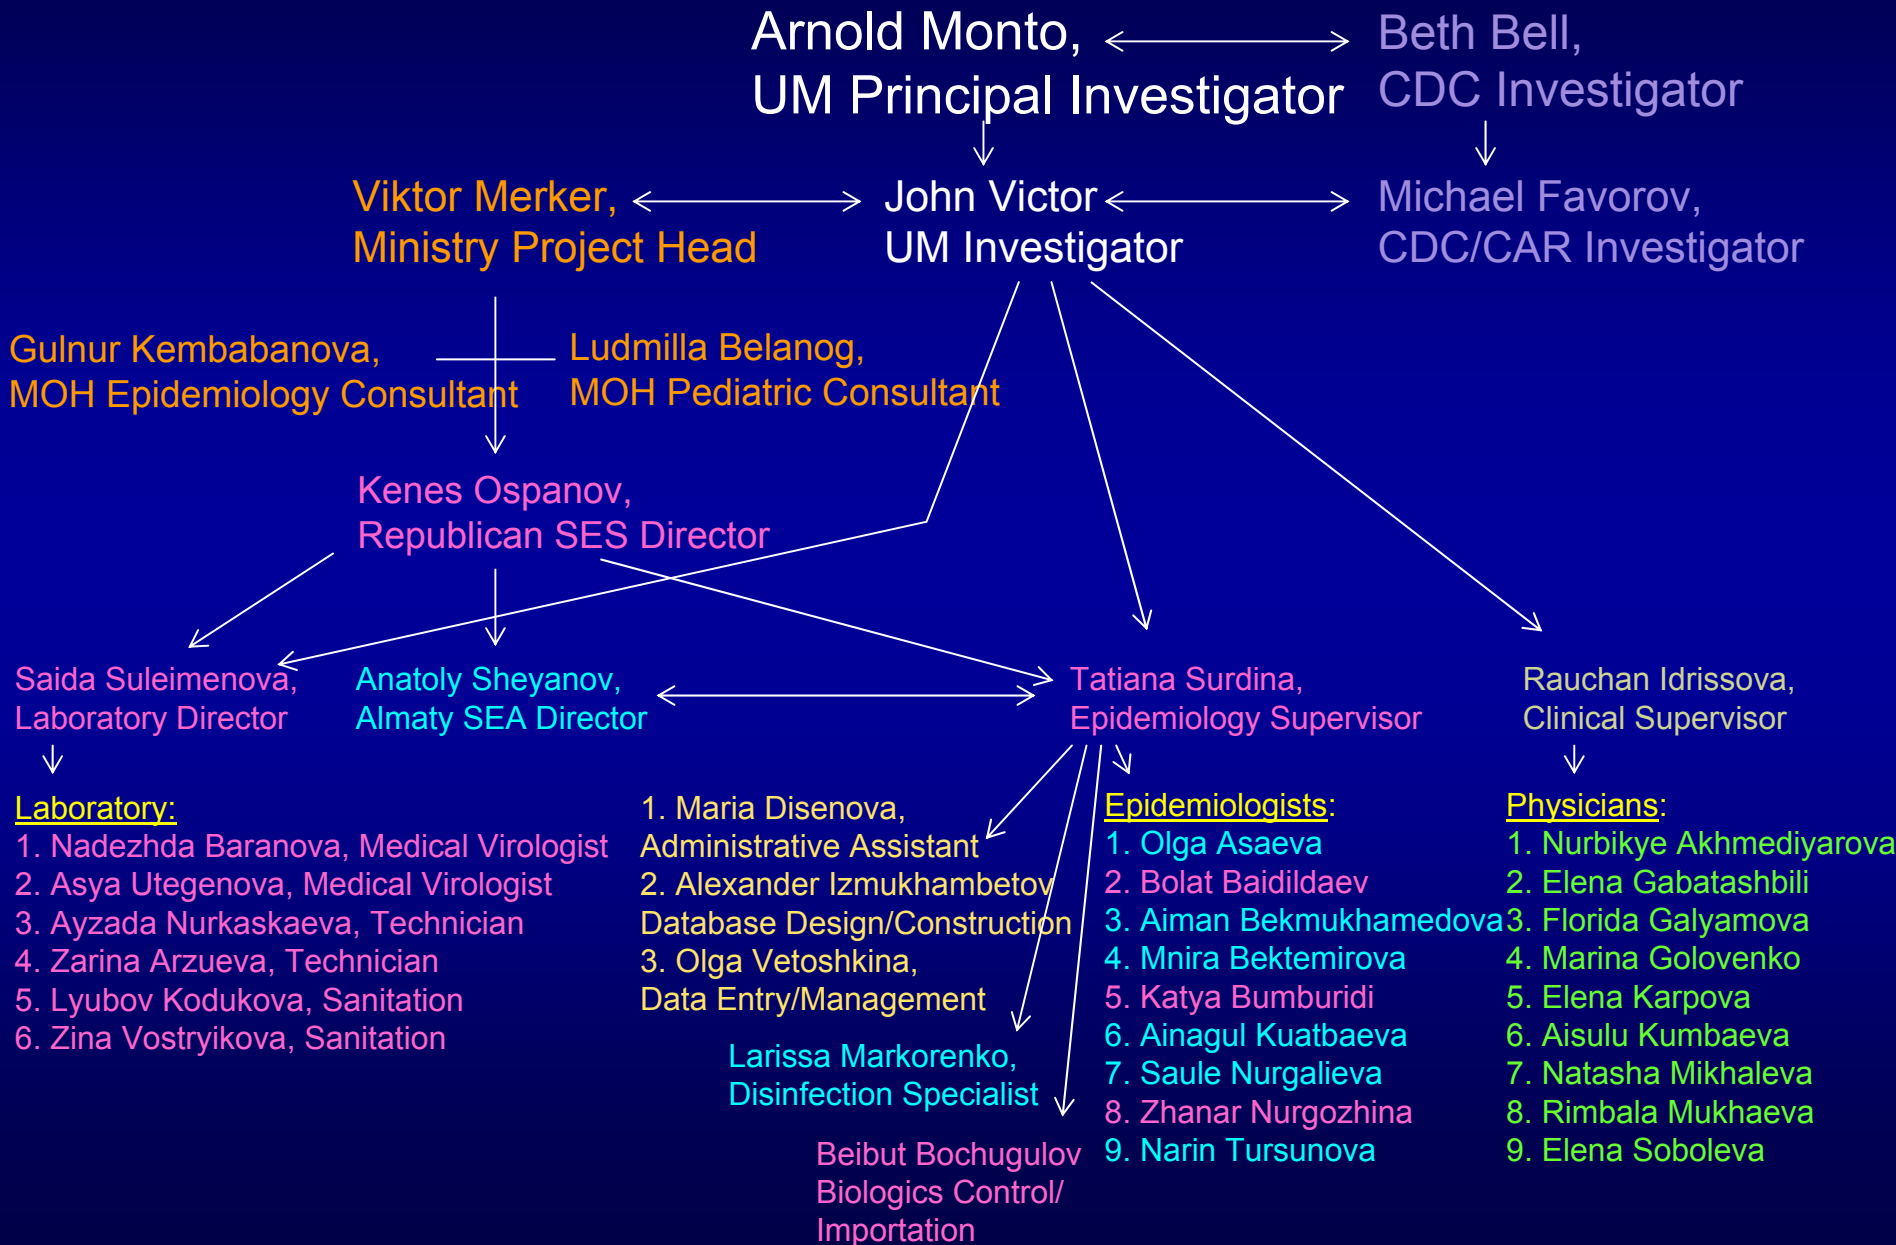 Arnold Monto,
UM Principal Investigator
Beth Bell,
CDC Investigator
Viktor Merker,
Ministry Project Head
John Victor
UM Investigator
Michael Favorov,
CDC/CAR Investigator
Gulnur Kembabanova,
MOH Epidemiology Consultant
Ludmilla Belanog,
MOH Pediatric Consultant
Kenes Ospanov,
Republican SES Director
Saida Suleimenova,
Laboratory Director
Anatoly Sheyanov,
Almaty SEA Director
Tatiana Surdina,
Epidemiology Supervisor
Rauchan Idrissova,
Clinical Supervisor
Laboratory:
1. Nadezhda Baranova, Medical Virologist
2. Asya Utegenova, Medical Virologist
3. Ayzada Nurkaskaeva, Technician
4. Zarina Arzueva, Technician
5. Lyubov Kodukova, Sanitation
6. Zina Vostryikova, Sanitation
1. Maria Disenova,
Administrative Assistant
2. Alexander Izmukhambetov
Database Design/Construction
3. Olga Vetoshkina,
Data Entry/Management
Larissa Markorenko,
Disinfection Specialist
Beibut Bochugulov
Biologics Control/
Importation
Epidemiologists:
1. Olga Asaeva
2. Bolat Baidildaev
3. Aiman Bekmukhamedova
4. Mnira Bektemirova
5. Katya Bumburidi
6. Ainagul Kuatbaeva
7. Saule Nurgalieva
8. Zhanar Nurgozhina
9. Narin Tursunova
Physicians:
1. Nurbikye Akhmediyarova
2. Elena Gabatashbili
3. Florida Galyamova
4. Marina Golovenko
5. Elena Karpova
6. Aisulu Kumbaeva
7. Natasha Mikhaleva
8. Rimbala Mukhaeva
9. Elena Soboleva